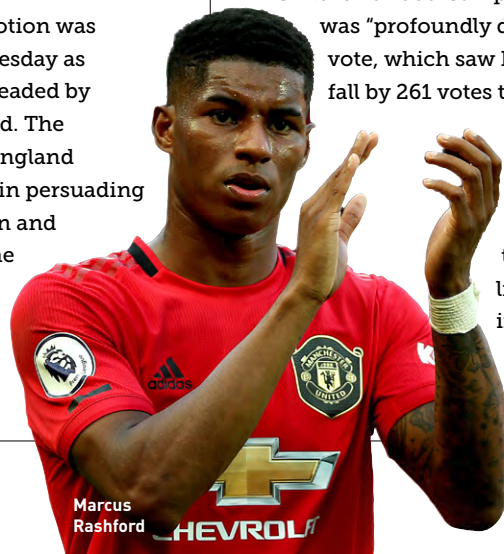 otion was
esday as
eaded by
d. The
ngland
in persuading
n and
e
was “profoundly
vote, which saw
fall by 261 votes t
t
l
i
adidas
MANCHESTER
UNITED
CHEVROLE
Marcus
Rashford